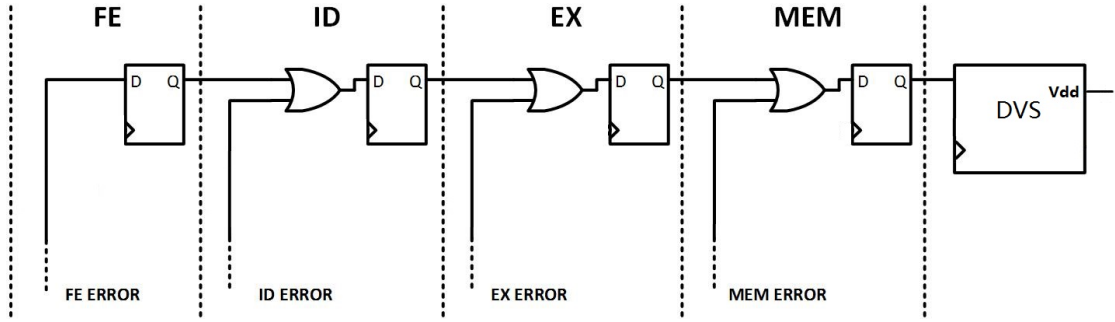 FE ID EX MEM
D Q D Q D Q D Q Vdd
DVS
FE ERROR ID ERROR EX ERROR MEM ERROR